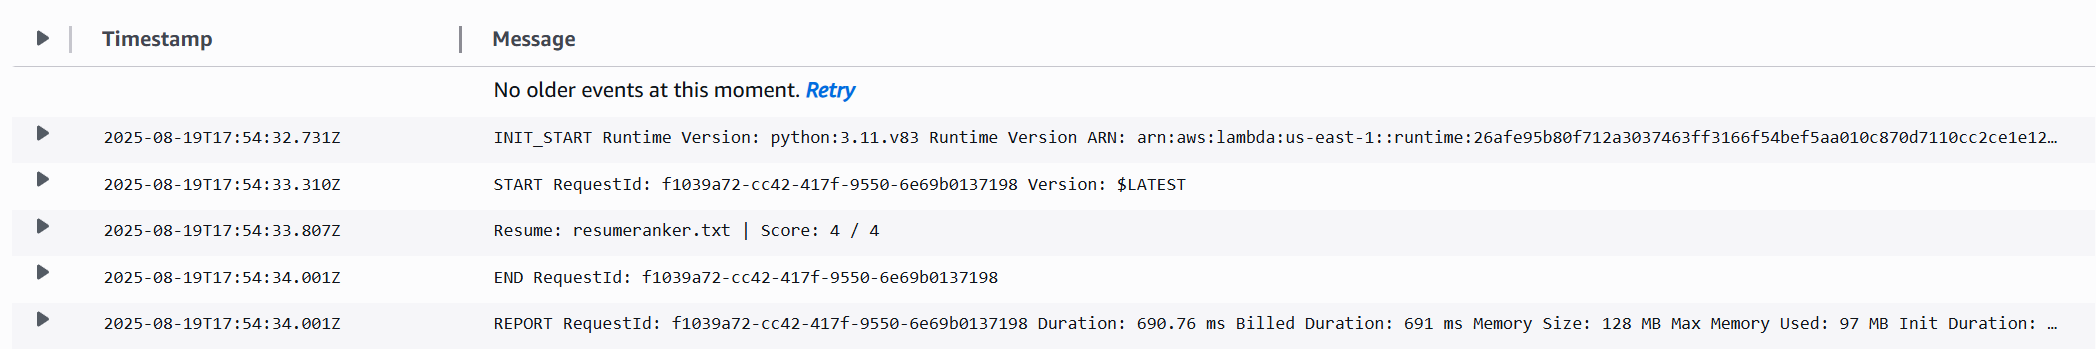 Timestamp Message
No older events at this moment. Retry
2025-08-19T17:54:32.731Z INIT_START Runtime Version: python:3.11.v83 Runtime Version ARN: arn:aws:lambda:us-east-1::runtime:26afe95b80f712a3037463ff3166f54bef5aa010c870d7110cc2ce1e12…
2025-08-19T17:54:33.310Z START RequestId: f1039a72-cc42-417f-9550-6e69b0137198 Version: $LATEST
2025-08-19T17:54:33.807Z Resume: resumeranker.txt | Score: 4 / 4
2025-08-19T17:54:34.001Z END RequestId: f1039a72-cc42-417f-9550-6e69b0137198
2025-08-19T17:54:34.001Z REPORT RequestId: f1039a72-cc42-417f-9550-6e69b0137198 Duration: 690.76 ms Billed Duration: 691 ms Memory Size: 128 MB Max Memory Used: 97 MB Init Duration: …